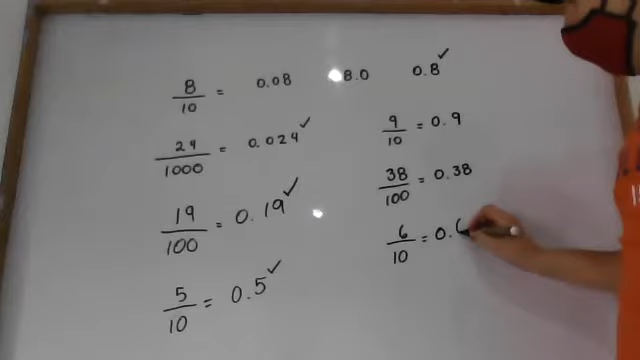 8/10 = 0.08 8.0 0.8 ✓
24/1000 = 0.024 ✓
19/100 = 0.19 ✓
5/10 = 0.5 ✓
9/10 = 0.9
38/100 = 0.38
6/10 = 0.